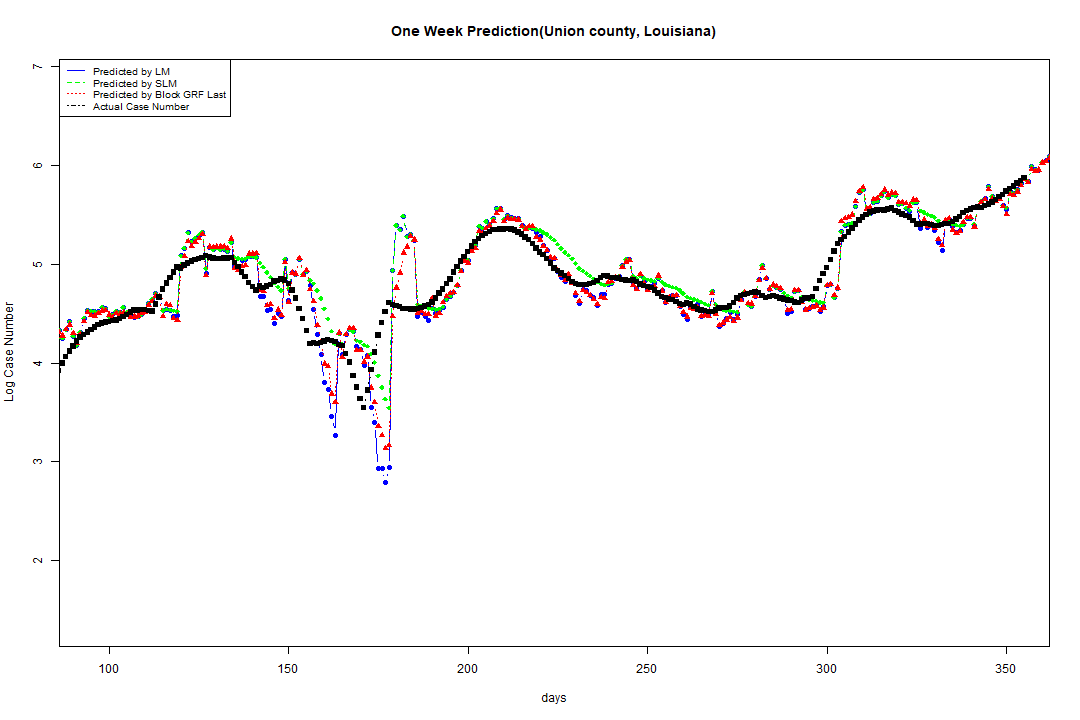 One Week Prediction(Union county, Louisiana)
Predicted by LM
Predicted by SLM
Predicted by Block GRF Last
Actual Case Number
7
6
5
4
3
2
Log Case Number
100 150 200 250 300 350
days